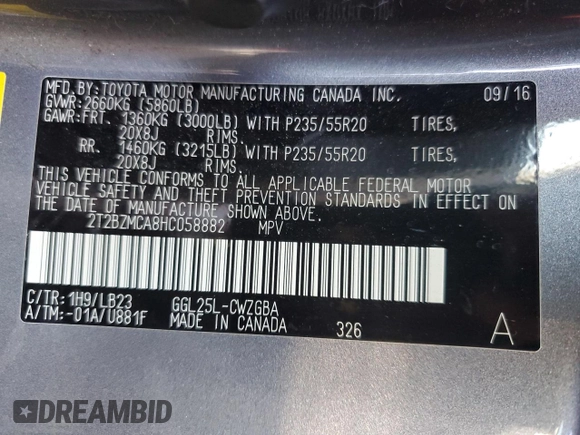 MFD.BY:TOYOTA MOTOR MANUFACTURING CANADA INC. 09/16
GVWR:2660KG (5860LB)
GAWR:FRT. 1360KG (3000LB) WITH P235/55R20 TIRES,
20X8J RIMS.
RR. 1460KG (3215LB) WITH P235/55R20 TIRES,
20X8J RIMS.
THIS VEHICLE CONFORMS TO ALL APPLICABLE FEDERAL MOTOR
VEHICLE SAFETY AND THEFT PREVENTION STANDARDS IN EFFECT ON
THE DATE OF MANUFACTURE SHOWN ABOVE.
2T2BZMCA8HC058882 MPV
C/TR: 1H9/LB23 GGL25L-CWZGBA
A/TM:-01A/U881F MADE IN CANADA 326 A
DREAMBID